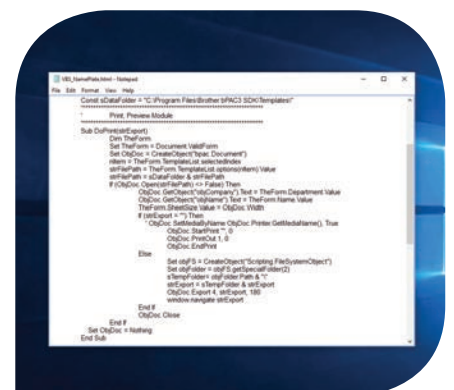 VBS_NamePlate.html - Notepad
File Edit Format View Help
Const sDataFolder = "C:\Program Files\Brother bPAC3 SDK\Templates\"
' Print, Preview Module
Sub DoPrint(strExport)
Dim TheForm
Set TheForm = Document.ValidForm
Set ObjDoc = CreateObject("bpac.Document")
nItem = TheForm.TemplateList.selectedIndex
strFilePath = TheForm.TemplateList.options(nItem).Value
strFilePath = sDataFolder & strFilePath
If (ObjDoc.Open(strFilePath) <> False) Then
ObjDoc.GetObject("objCompany").Text = TheForm.Department.Value
ObjDoc.GetObject("objName").Text = TheForm.Name.Value
TheForm.SheetSize.Value = ObjDoc.Width
If (strExport = "") Then
' ObjDoc.SetMediaByName ObjDoc.Printer.GetMediaName(), True
ObjDoc.StartPrint "", 0
ObjDoc.PrintOut 1, 0
ObjDoc.EndPrint
Else
Set objFS = CreateObject("Scripting.FileSystemObject")
Set objFolder = objFS.getSpecialFolder(2)
sTempFolder= objFolder.Path & "\"
strExport = sTempFolder & strExport
ObjDoc.Export 4, strExport, 180
window.navigate strExport
End If
ObjDoc.Close
End If
Set ObjDoc = Nothing
End Sub